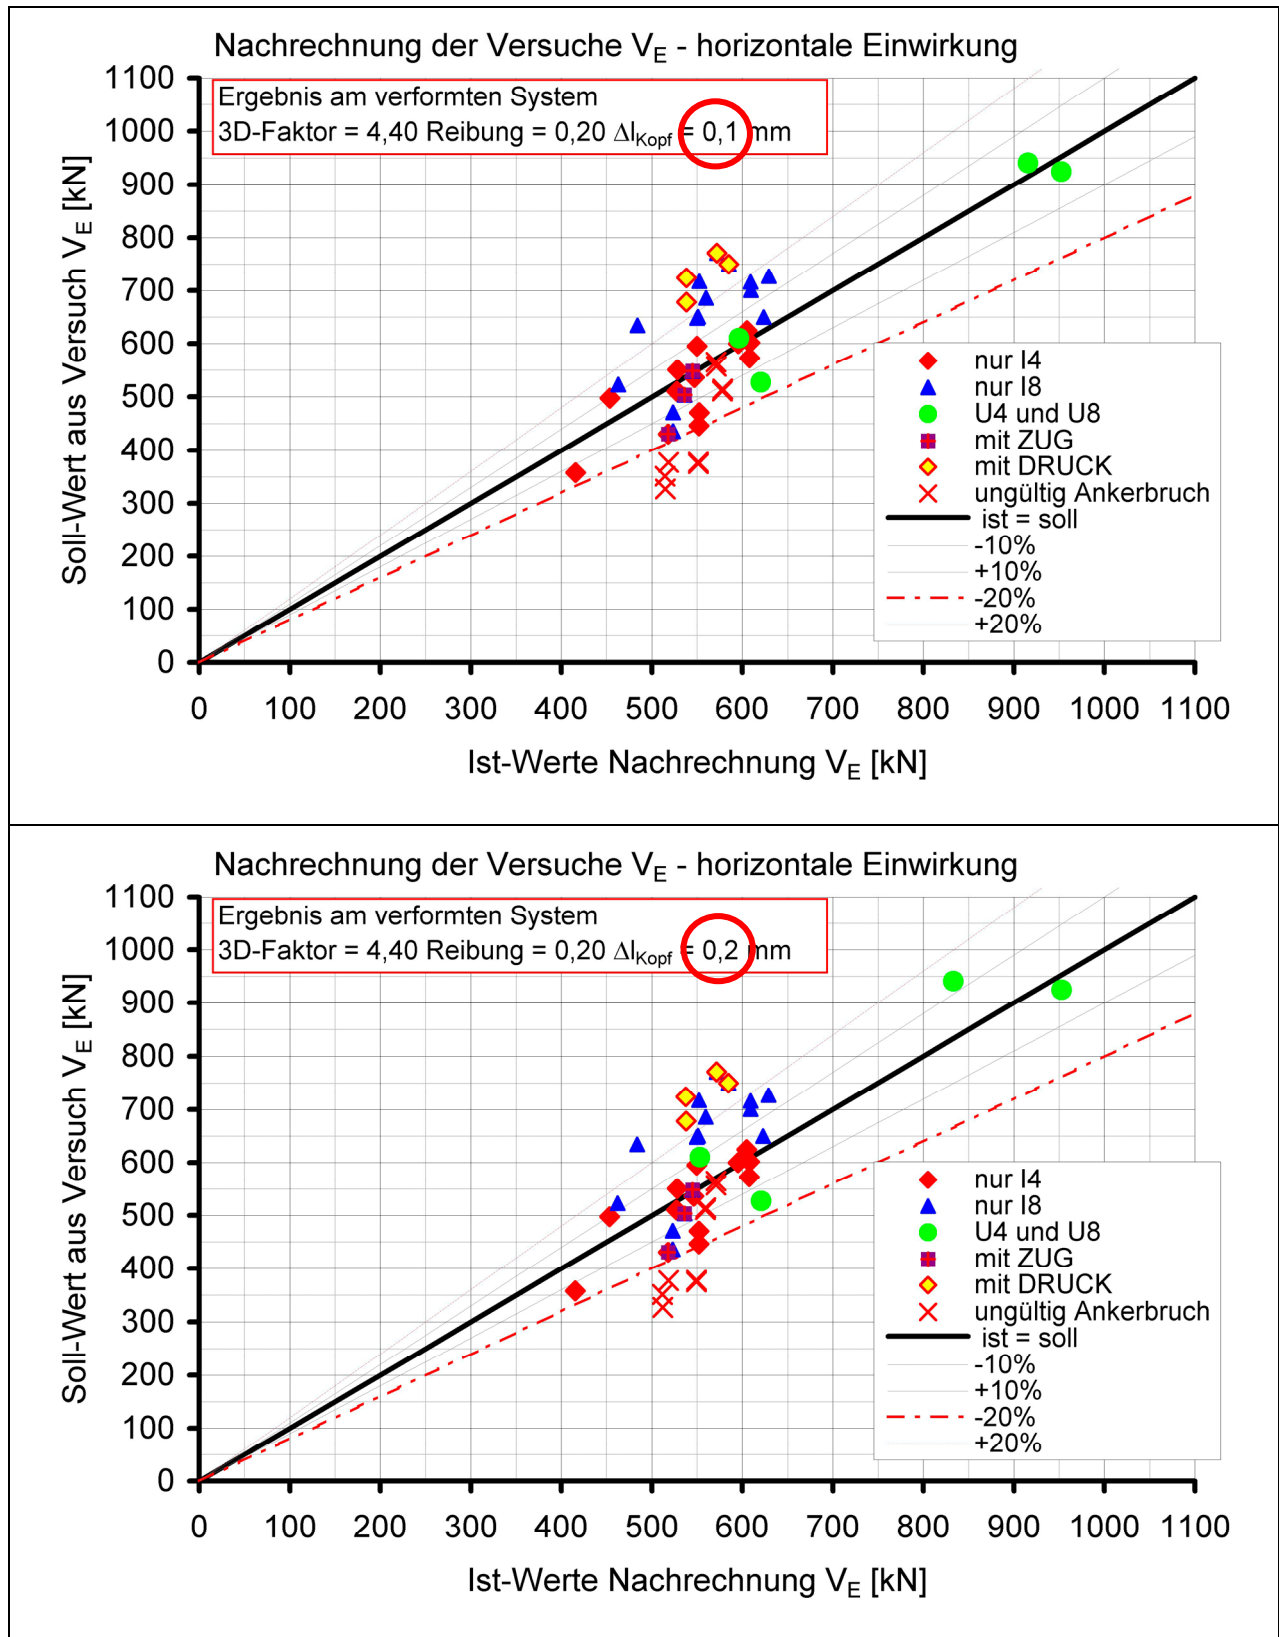 Nachrechnung der Versuche VE - horizontale Einwirkung
Ergebnis am verformten System
3D-Faktor = 4,40 Reibung = 0,20 ΔlKopf = 0,1 mm
Soll-Wert aus Versuch VE [kN]
1100
1000
900
800
700
600
500
400
300
200
100
0
nur I4
nur I8
U4 und U8
mit ZUG
mit DRUCK
ungültig Ankerbruch
ist = soll
-10%
+10%
-20%
+20%
0 100 200 300 400 500 600 700 800 900 1000 1100
Ist-Werte Nachrechnung VE [kN]
Nachrechnung der Versuche VE - horizontale Einwirkung
Ergebnis am verformten System
3D-Faktor = 4,40 Reibung = 0,20 ΔlKopf = 0,2 mm
Soll-Wert aus Versuch VE [kN]
1100
1000
900
800
700
600
500
400
300
200
100
0
nur I4
nur I8
U4 und U8
mit ZUG
mit DRUCK
ungültig Ankerbruch
ist = soll
-10%
+10%
-20%
+20%
0 100 200 300 400 500 600 700 800 900 1000 1100
Ist-Werte Nachrechnung VE [kN]